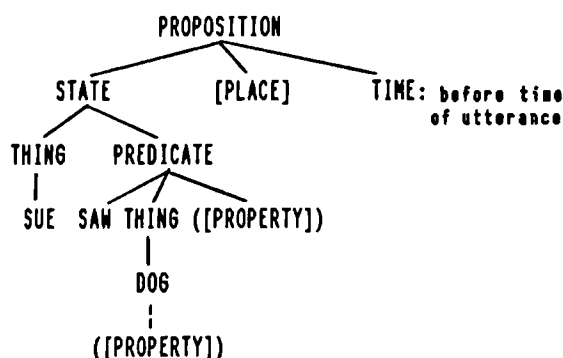 PROPOSITION
STATE [PLACE] TIME: before time
of utterance
THING PREDICATE
SUE SAW THING ([PROPERTY])
DOG
([PROPERTY])